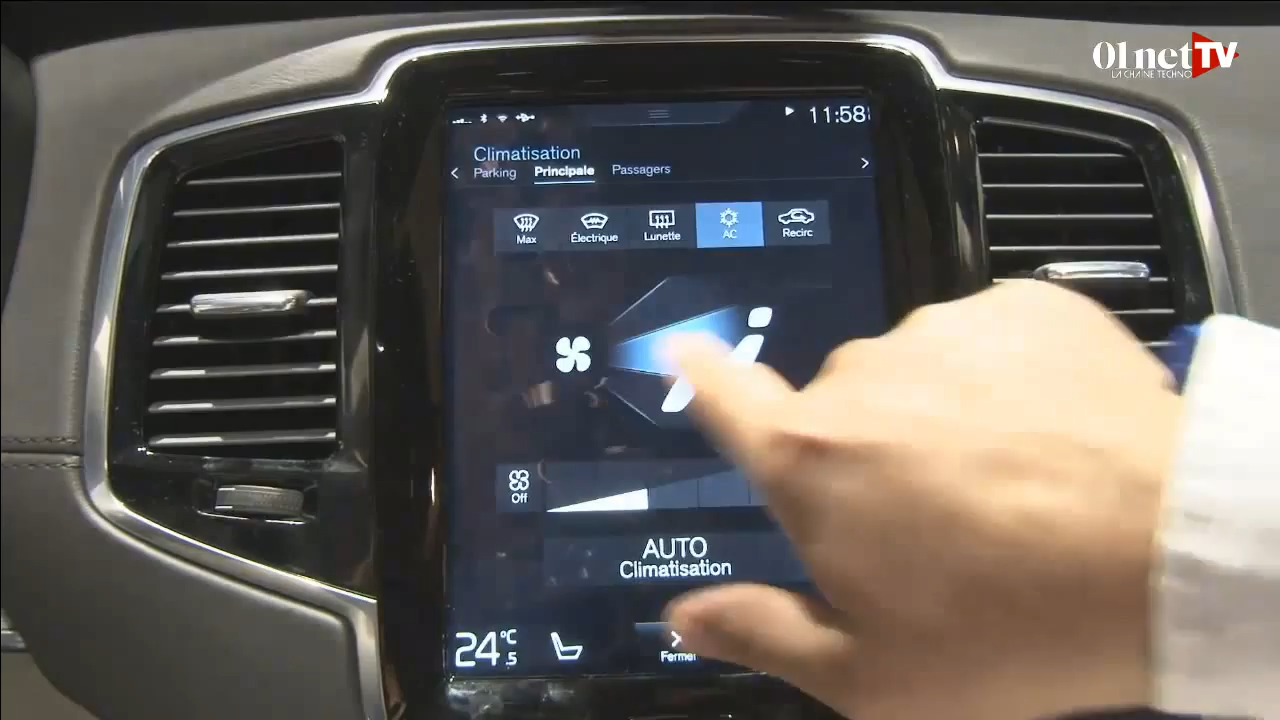 01netTV
LA CHAINE TECHNO
11:58
Climatisation
Parking Principale Passagers
Max Électrique Lunette AC Recirc
Off
AUTO
Climatisation
24.5°C
Fermer